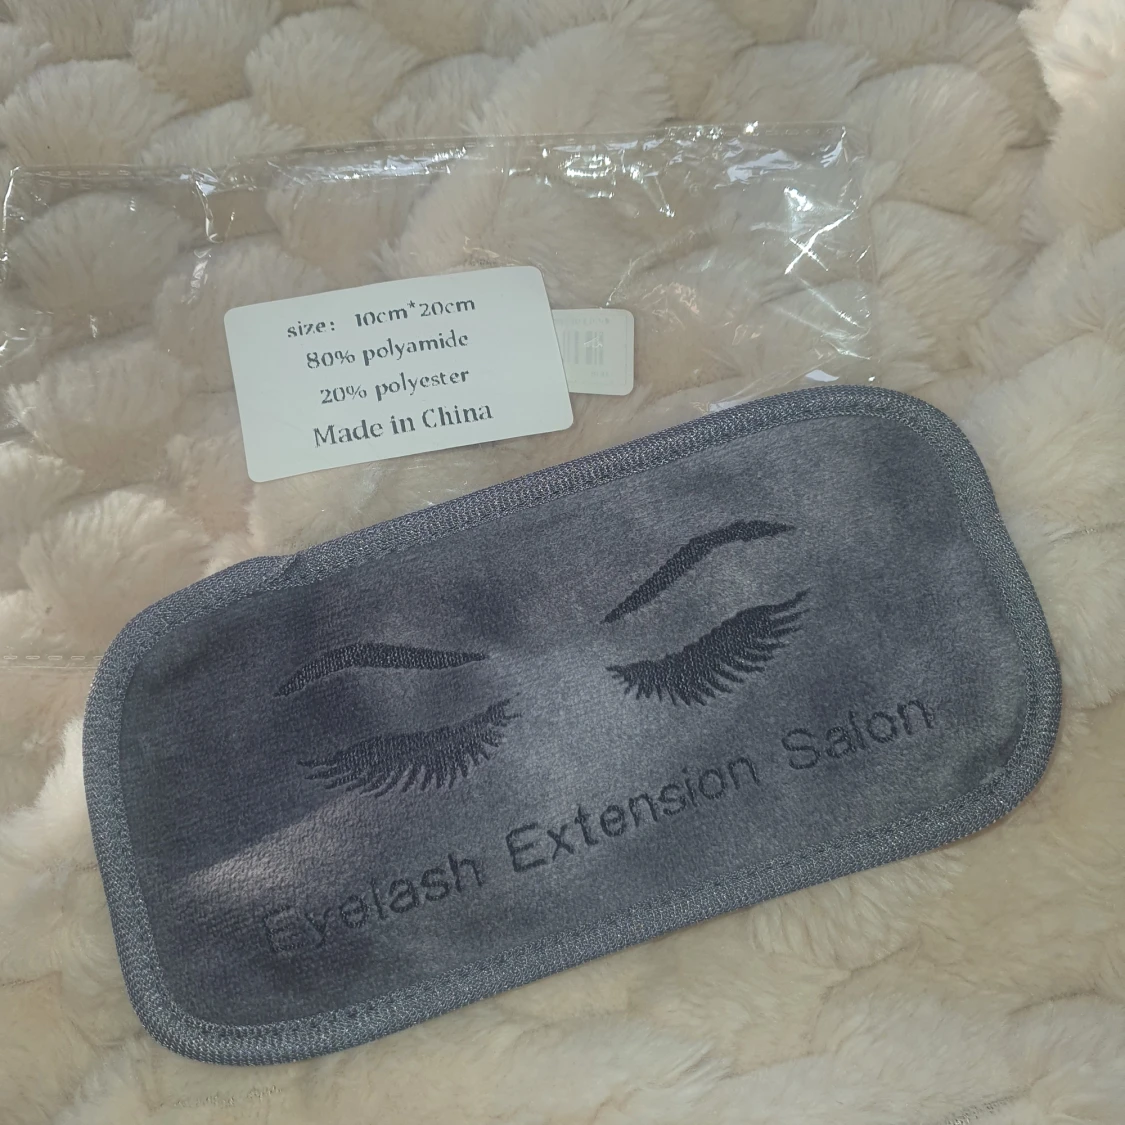 size: 10cm*20cm
80% polyamide
20% polyester
Made in China
Eyelash Extension Salon